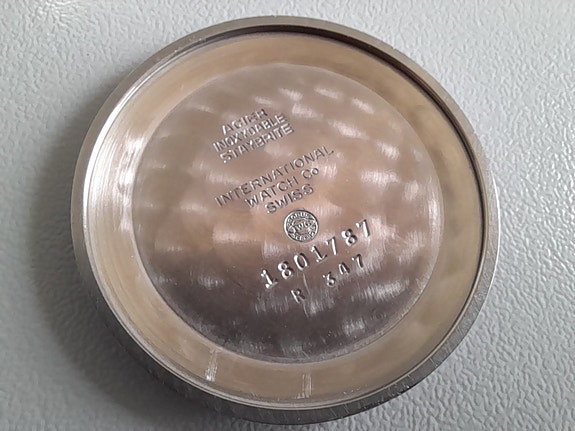 ACIER
INOXYDABLE
STAYBRITE
INTERNATIONAL
WATCH Co
SWISS
1801787
R 347